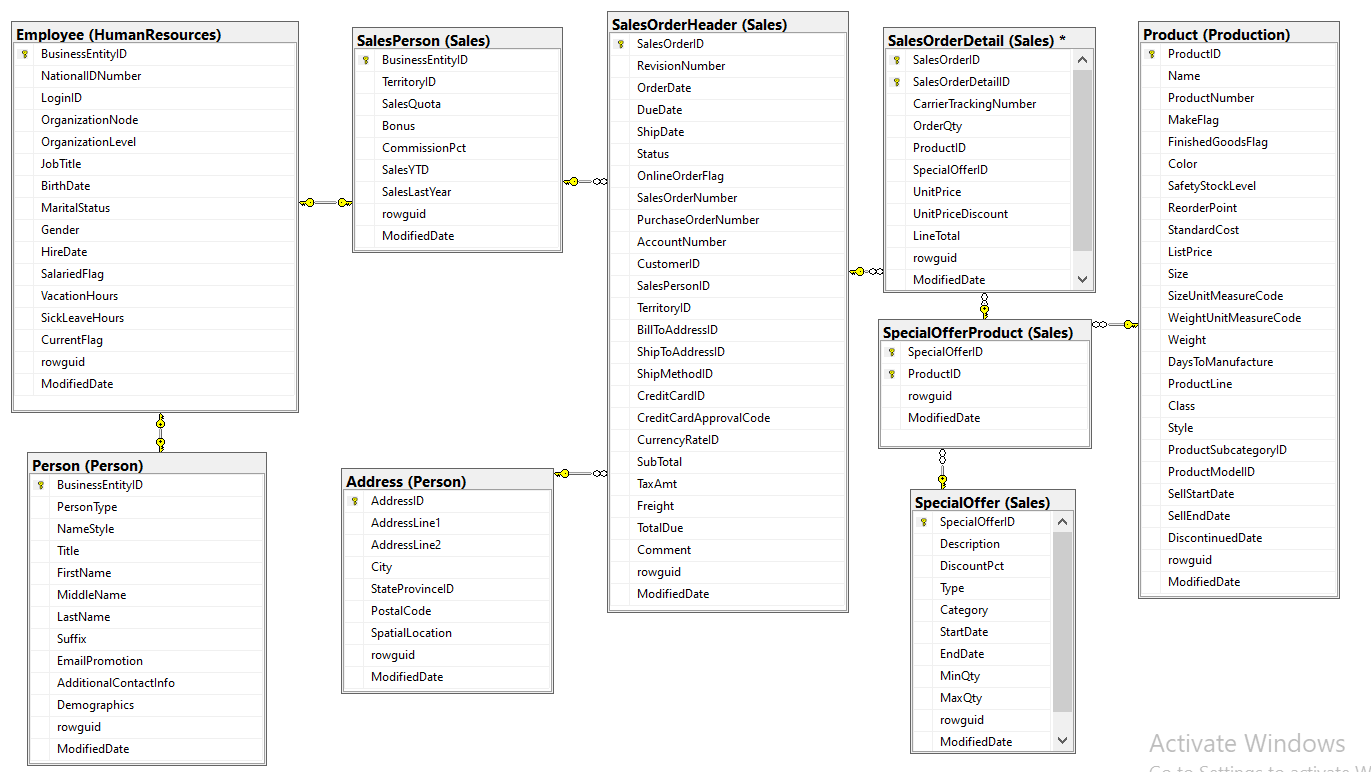 Employee (HumanResources)
BusinessEntityID
NationalIDNumber
LoginID
OrganizationNode
OrganizationLevel
JobTitle
BirthDate
MaritalStatus
Gender
HireDate
SalariedFlag
VacationHours
SickLeaveHours
CurrentFlag
rowguid
ModifiedDate
Person (Person)
BusinessEntityID
PersonType
NameStyle
Title
FirstName
MiddleName
LastName
Suffix
EmailPromotion
AdditionalContactInfo
Demographics
rowguid
ModifiedDate
SalesPerson (Sales)
BusinessEntityID
TerritoryID
SalesQuota
Bonus
CommissionPct
SalesYTD
SalesLastYear
rowguid
ModifiedDate
Address (Person)
AddressID
AddressLine1
AddressLine2
City
StateProvinceID
PostalCode
SpatialLocation
rowguid
ModifiedDate
SalesOrderHeader (Sales)
SalesOrderID
RevisionNumber
OrderDate
DueDate
ShipDate
Status
OnlineOrderFlag
SalesOrderNumber
PurchaseOrderNumber
AccountNumber
CustomerID
SalesPersonID
TerritoryID
BillToAddressID
ShipToAddressID
ShipMethodID
CreditCardID
CreditCardApprovalCode
CurrencyRateID
SubTotal
TaxAmt
Freight
TotalDue
Comment
rowguid
ModifiedDate
SalesOrderDetail (Sales) *
SalesOrderID
SalesOrderDetailID
CarrierTrackingNumber
OrderQty
ProductID
SpecialOfferID
UnitPrice
UnitPriceDiscount
LineTotal
rowguid
ModifiedDate
SpecialOfferProduct (Sales)
SpecialOfferID
ProductID
rowguid
ModifiedDate
SpecialOffer (Sales)
SpecialOfferID
Description
DiscountPct
Type
Category
StartDate
EndDate
MinQty
MaxQty
rowguid
ModifiedDate
Product (Production)
ProductID
Name
ProductNumber
MakeFlag
FinishedGoodsFlag
Color
SafetyStockLevel
ReorderPoint
StandardCost
ListPrice
Size
SizeUnitMeasureCode
WeightUnitMeasureCode
Weight
DaysToManufacture
ProductLine
Class
Style
ProductSubcategoryID
ProductModelID
SellStartDate
SellEndDate
DiscontinuedDate
rowguid
ModifiedDate
Activate Windows
Go to Settings to activate W